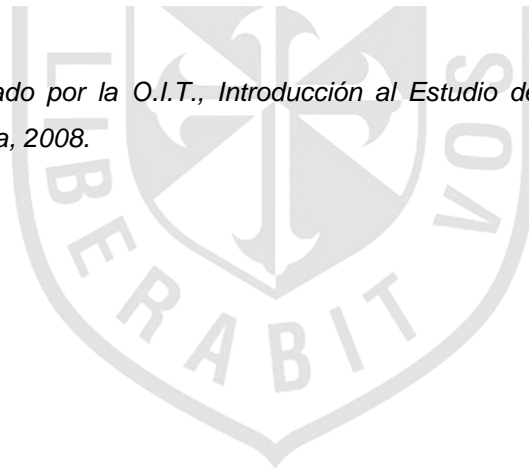 ado por la O.I.T., Introducción al Estudio de
a, 2008.
LIBERABIT VOS